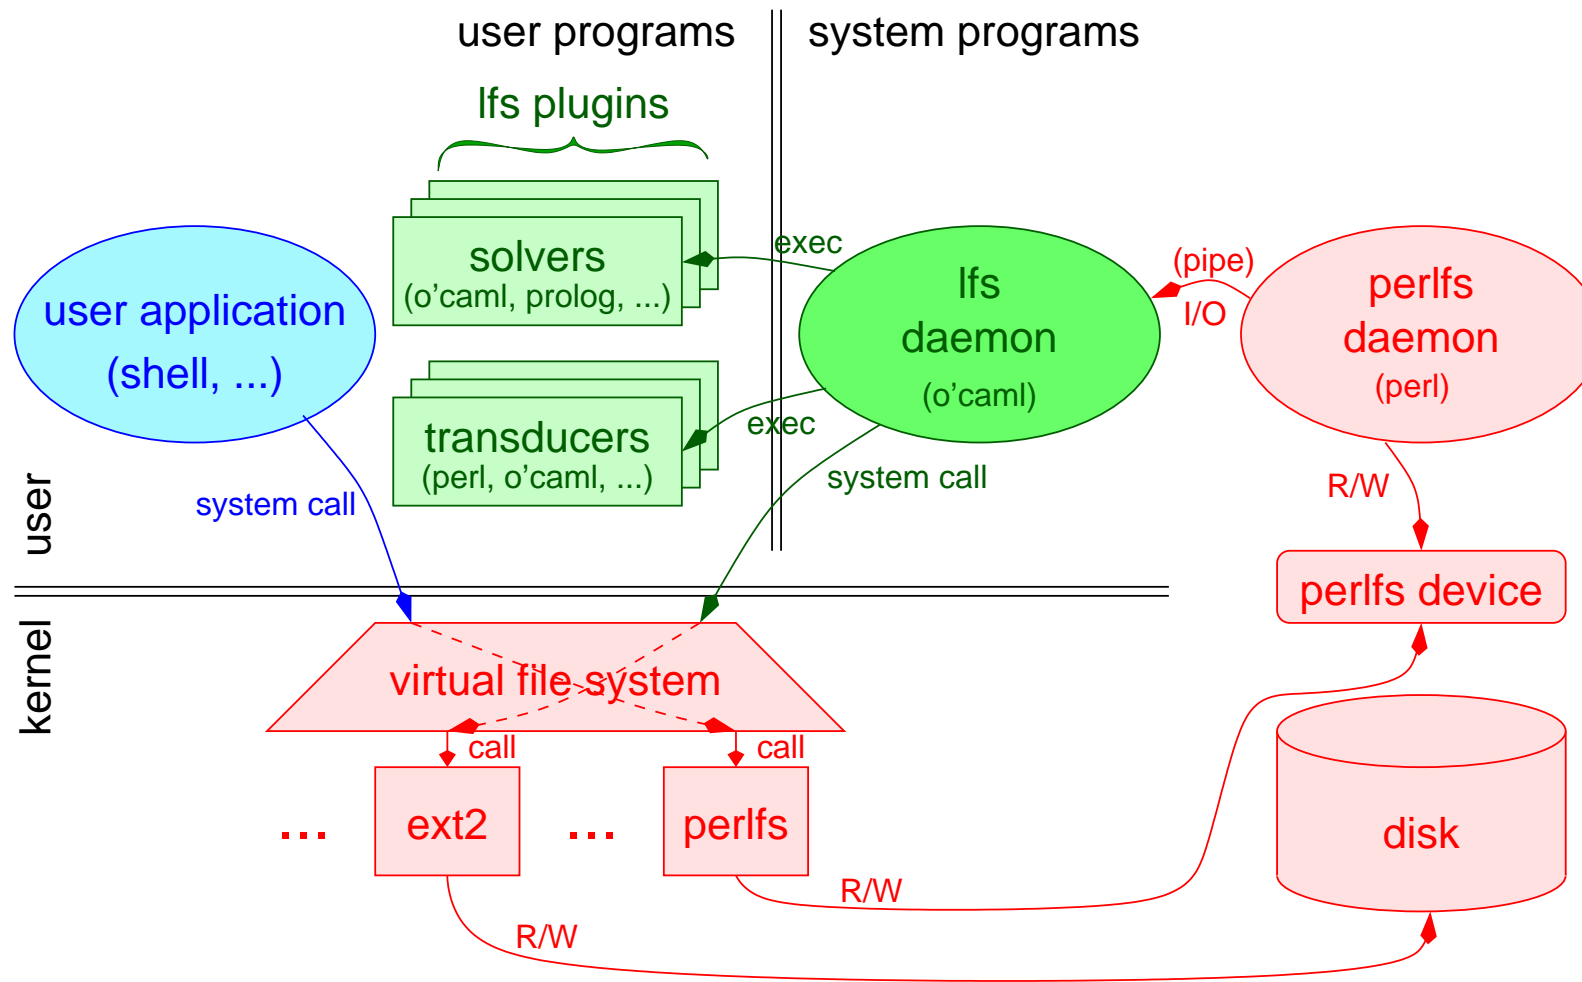 user programs
system programs
lfs plugins
solvers
(o'caml, prolog, ...)
exec
lfs
daemon
(o'caml)
(pipe)
I/O
perlfs
daemon
(perl)
user application
(shell, ...)
transducers
(perl, o'caml, ...)
exec
system call
system call
R/W
user
kernel
perlfs device
virtual file system
call
call
...
ext2
...
perlfs
disk
R/W
R/W